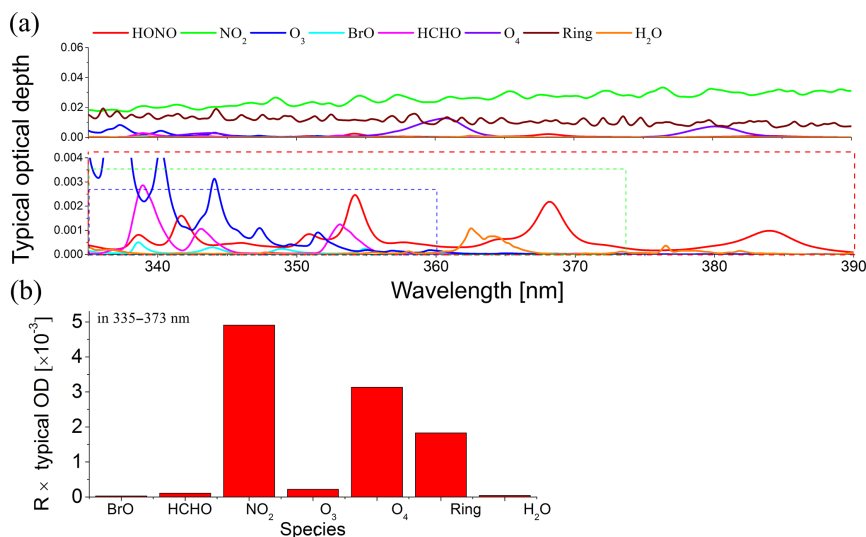 (a)
HONO NO₂ O₃ BrO HCHO O₄ Ring H₂O
Typical optical depth
0.06
0.04
0.02
0.00
0.004
0.003
0.002
0.001
0.000
340 350 360 370 380 390
Wavelength [nm]
(b)
in 335–373 nm
R × typical OD [×10⁻³]
5
4
3
2
1
0
BrO HCHO NO₂ O₃ O₄ Ring H₂O
Species